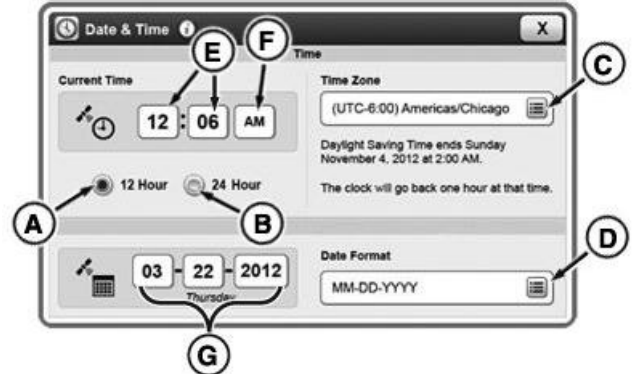 Date & Time i
X
E
F
C
Time
Current Time
Time Zone
12 : 06 AM
(UTC-6:00) Americas/Chicago
Daylight Saving Time ends Sunday
November 4, 2012 at 2:00 AM.
12 Hour
24 Hour
The clock will go back one hour at that time.
A
B
D
Date Format
03 - 22 - 2012
Thursday
MM-DD-YYYY
G